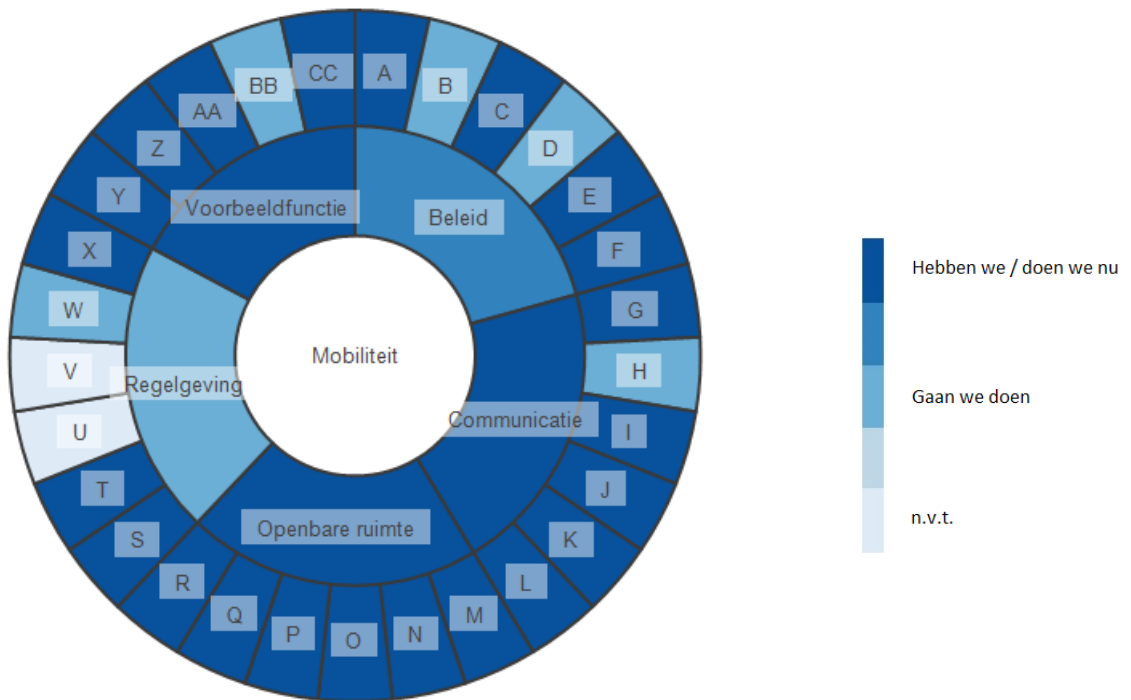 A
B
C
D
E
F
G
H
I
J
K
L
M
N
O
P
Q
R
S
T
U
V
W
X
Y
Z
AA
BB
CC
Voorbeeldfunctie
Beleid
Communicatie
Openbare ruimte
Regelgeving
Mobiliteit
Hebben we / doen we nu
Gaan we doen
n.v.t.